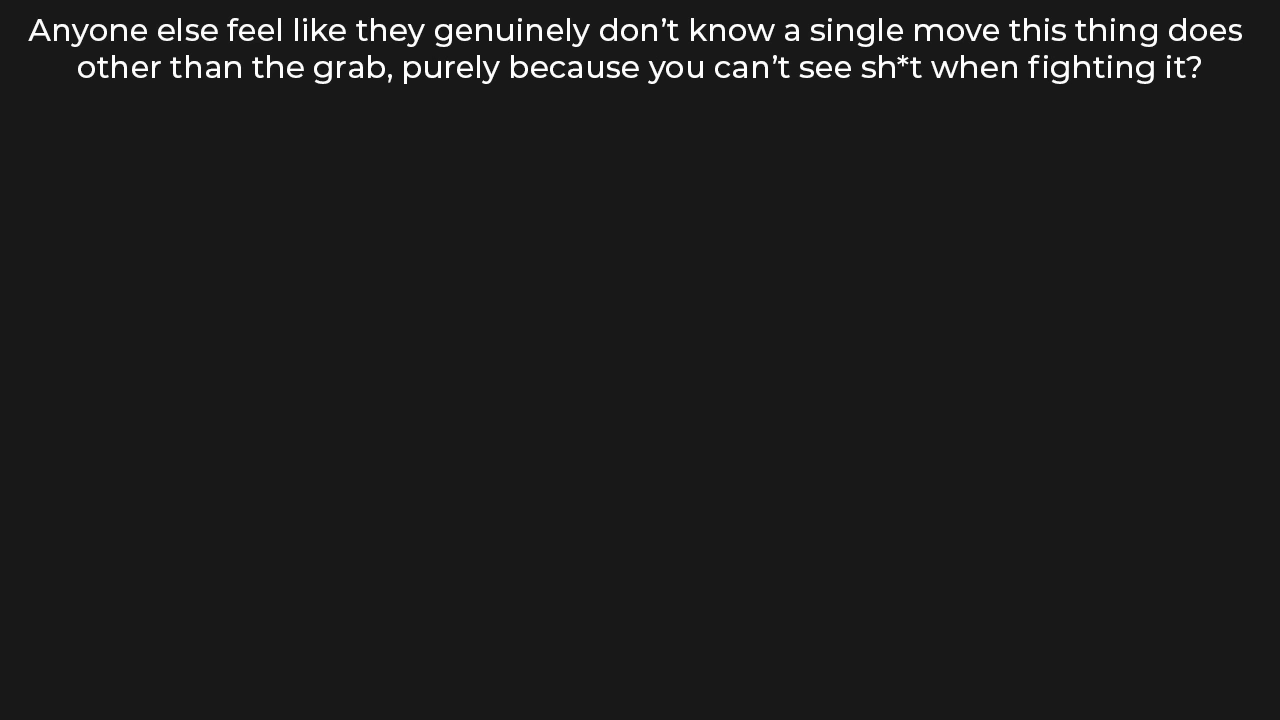 Anyone else feel like they genuinely don’t know a single move this thing does
other than the grab, purely because you can’t see sh*t when fighting it?